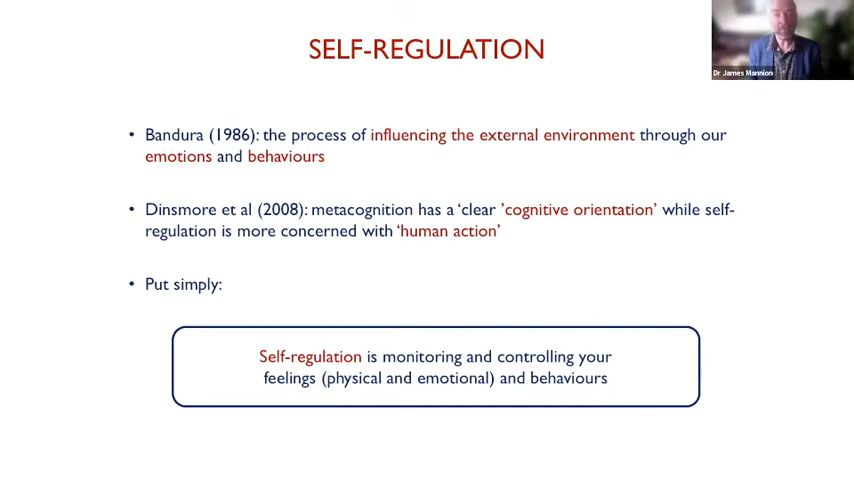 SELF-REGULATION
Dr James Mannion
• Bandura (1986): the process of influencing the external environment through our
emotions and behaviours
• Dinsmore et al (2008): metacognition has a ‘clear ’cognitive orientation’ while self-
regulation is more concerned with ‘human action’
• Put simply:
Self-regulation is monitoring and controlling your
feelings (physical and emotional) and behaviours